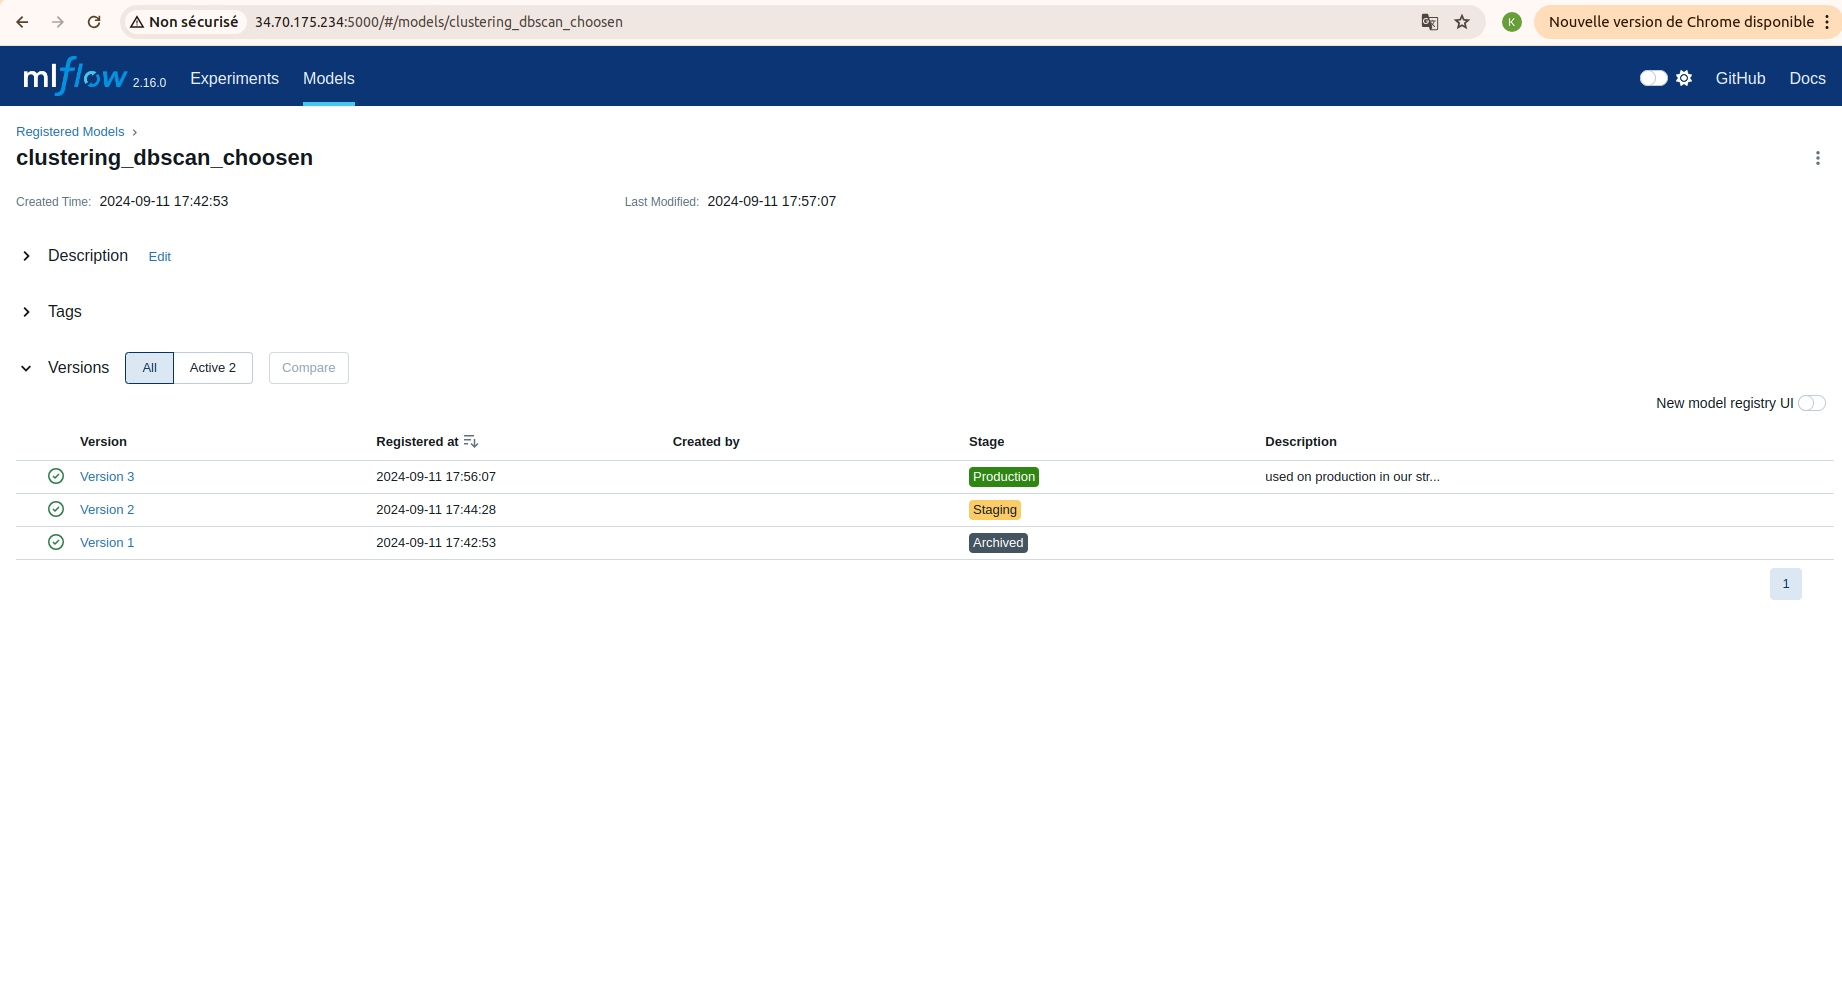 Non sécurisé 34.70.175.234:5000/#/models/clustering_dbscan_choosen K Nouvelle version de Chrome disponible
mlflow 2.16.0 Experiments Models GitHub Docs
Registered Models
clustering_dbscan_choosen
Created Time: 2024-09-11 17:42:53 Last Modified: 2024-09-11 17:57:07
Description Edit
Tags
Versions All Active 2 Compare
New model registry UI
Version Registered at Created by Stage Description
Version 3 2024-09-11 17:56:07 Production used on production in our str...
Version 2 2024-09-11 17:44:28 Staging
Version 1 2024-09-11 17:42:53 Archived
1